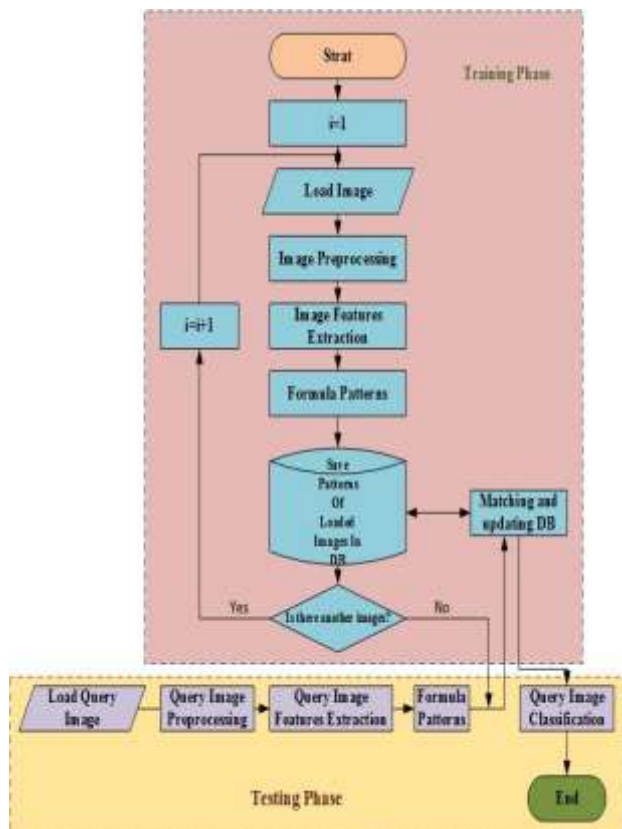 Strat
Training Phase
i=1
Load Image
Image Preprocessing
i=i+1
Image Features
Extraction
Formula Patterns
Save
Patterns
Of
Loaded
Images In
DB
Matching and
updating DB
Yes
Is there another images?
No
Load Query
Image
Query Image
Preprocessing
Query Image
Features Extraction
Formula
Patterns
Query Image
Classification
Testing Phase
End